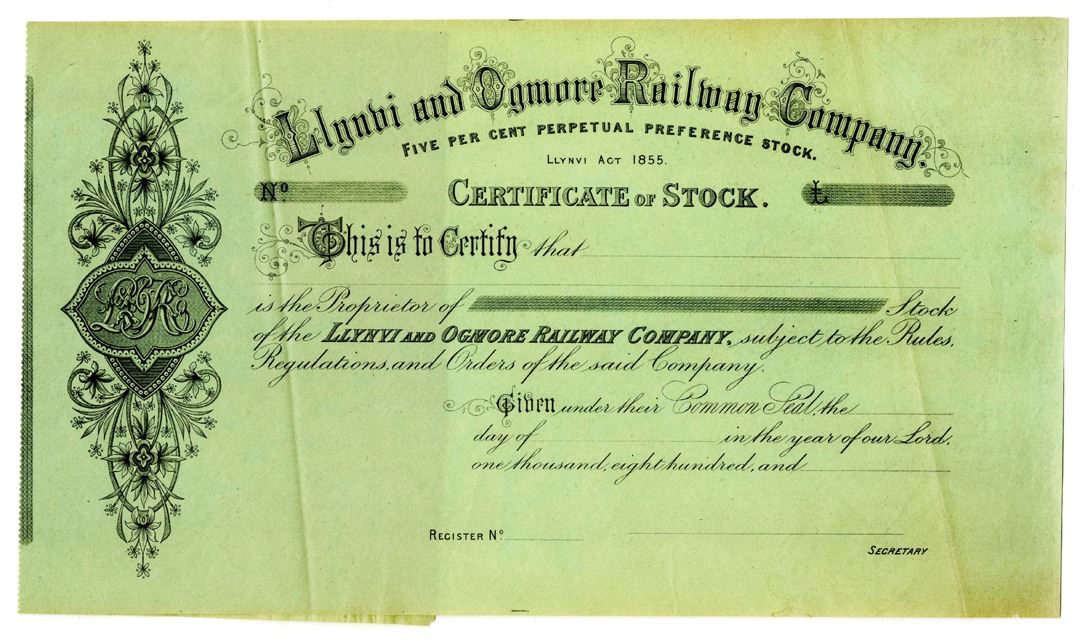 Llynvi and Ogmore Railway Company.
FIVE PER CENT PERPETUAL PREFERENCE STOCK.
LLYNVI ACT 1855.
Nº CERTIFICATE OF STOCK. £
This is to Certify that
is the Proprietor of Stock
of the LLYNVI AND OGMORE RAILWAY COMPANY, subject to the Rules,
Regulations, and Orders of the said Company.
Given under their Common Seal, the
day of in the year of our Lord,
one thousand, eight hundred, and
REGISTER Nº
SECRETARY